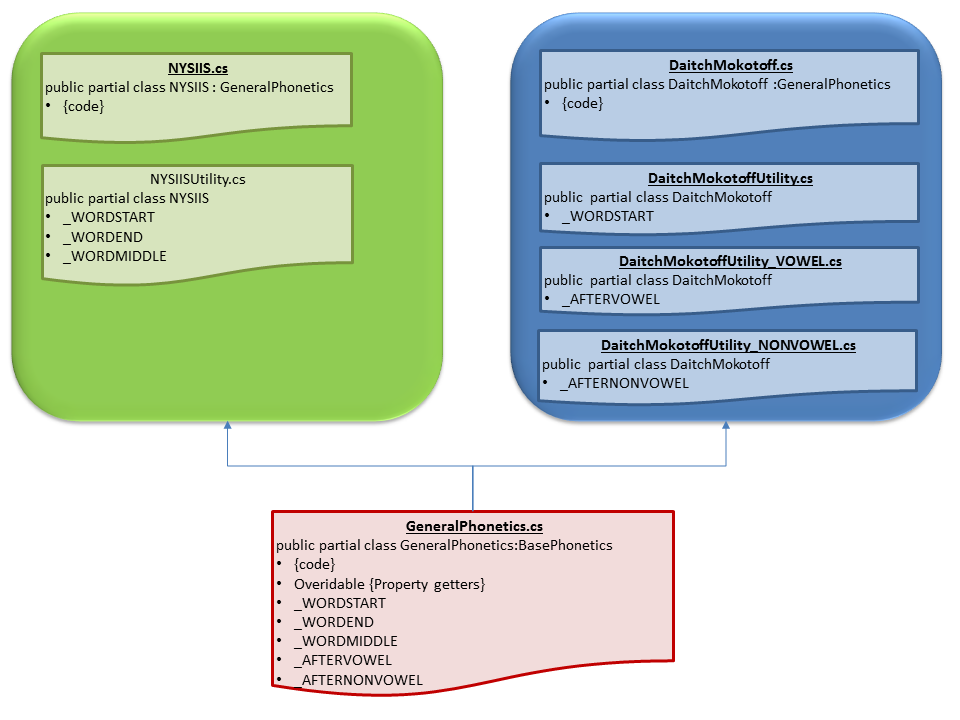 NYSIIS.cs
public partial class NYSIIS : GeneralPhonetics
• {code}
NYSIISUtility.cs
public partial class NYSIIS
• _WORDSTART
• _WORDEND
• _WORDMIDDLE
DaitchMokotoff.cs
public partial class DaitchMokotoff :GeneralPhonetics
• {code}
DaitchMokotoffUtility.cs
public  partial class DaitchMokotoff
• _WORDSTART
DaitchMokotoffUtility_VOWEL.cs
public  partial class DaitchMokotoff
• _AFTERVOWEL
DaitchMokotoffUtility_NONVOWEL.cs
public  partial class DaitchMokotoff
• _AFTERNONVOWEL
GeneralPhonetics.cs
public partial class GeneralPhonetics:BasePhonetics
• {code}
• Overidable {Property getters}
• _WORDSTART
• _WORDEND
• _WORDMIDDLE
• _AFTERVOWEL
• _AFTERNONVOWEL